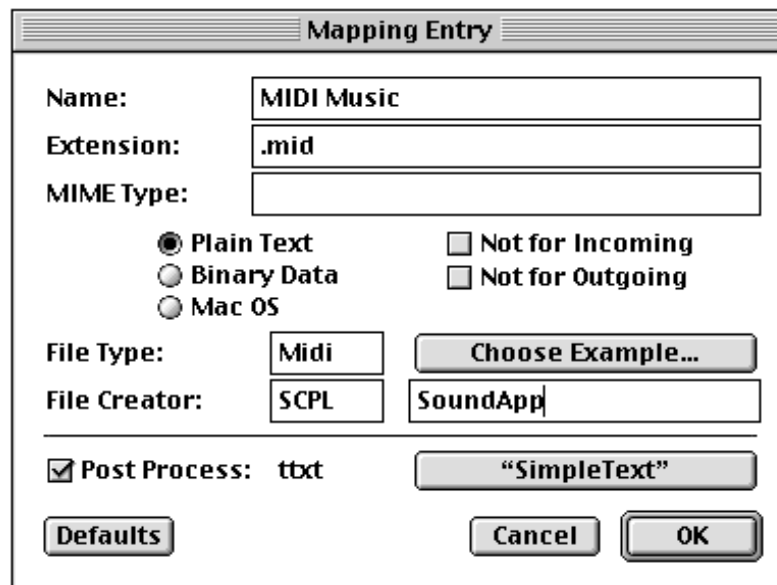 Mapping Entry
Name: MIDI Music
Extension: .mid
MIME Type:
Plain Text Not for Incoming
Binary Data Not for Outgoing
Mac OS
File Type: Midi Choose Example...
File Creator: SCPL SoundApp
Post Process: ttxt “SimpleText”
Defaults Cancel OK